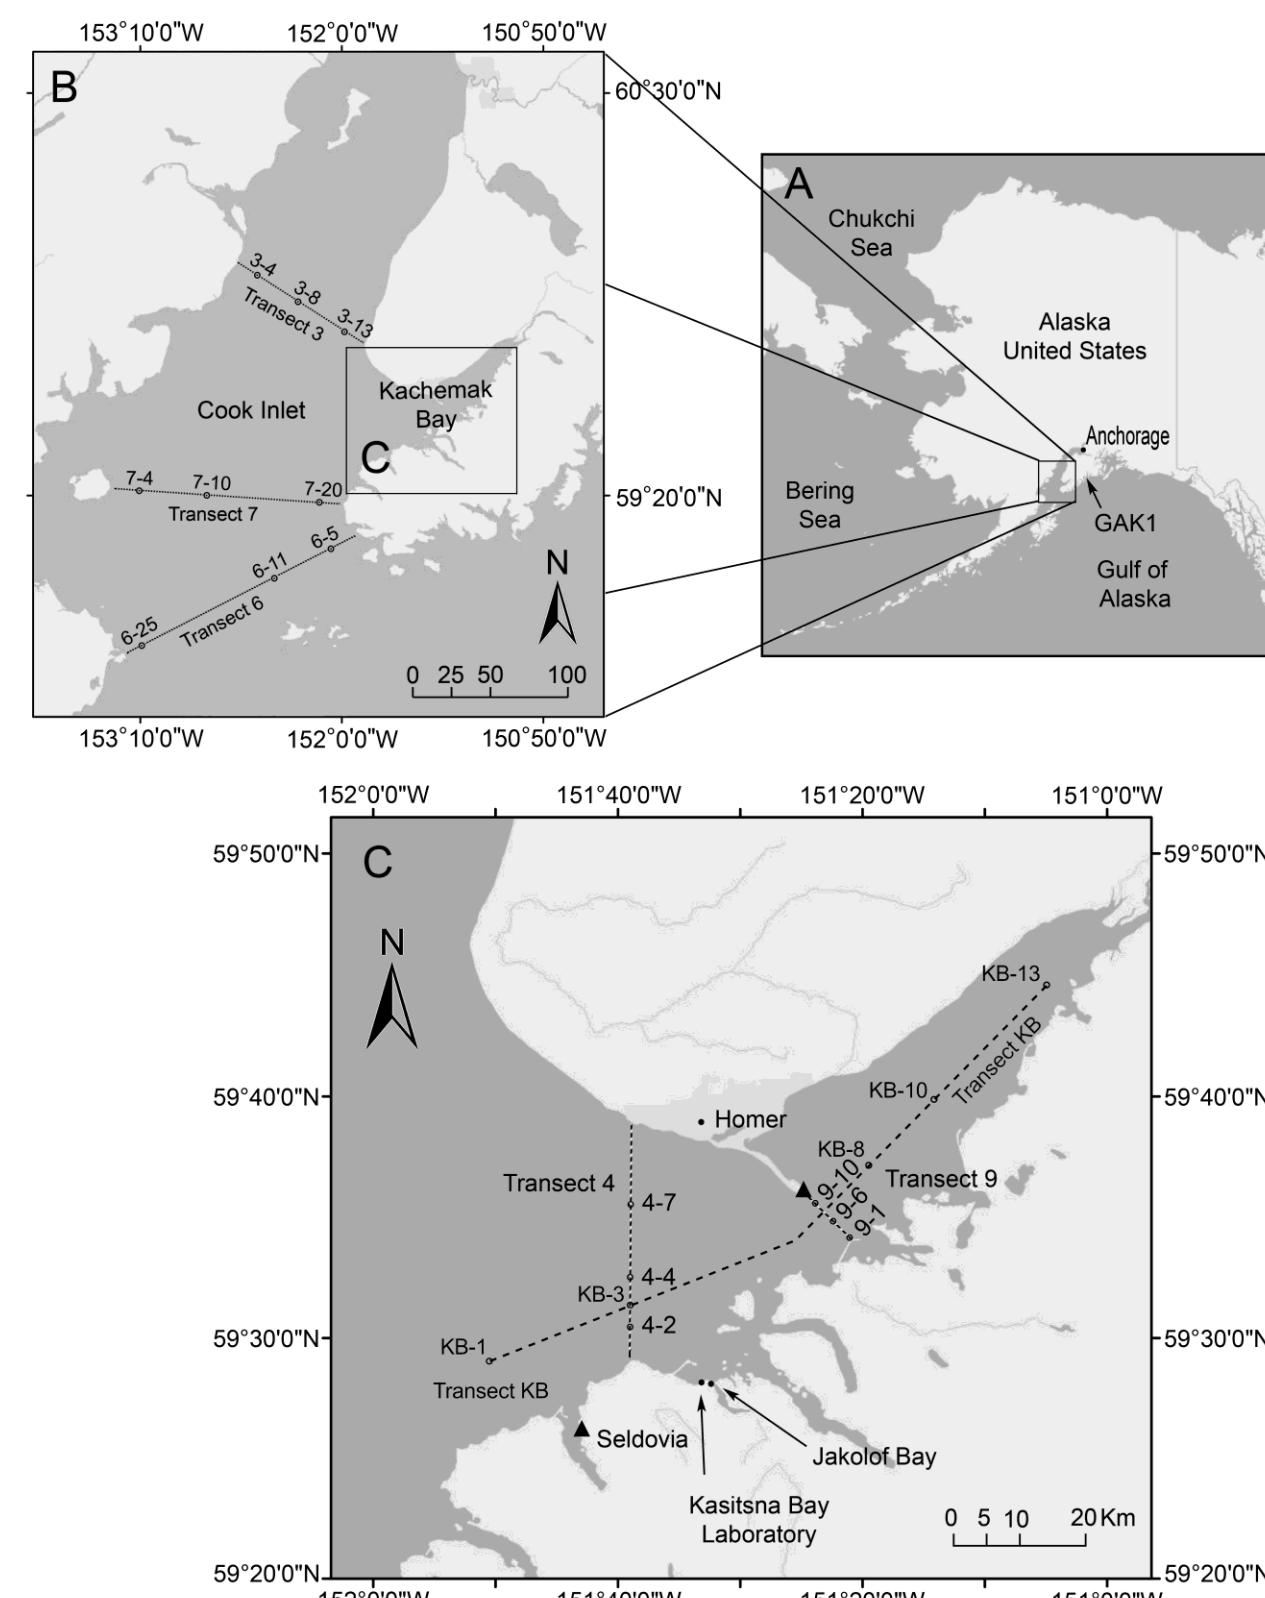 153°10'0"W 152°0'0"W 150°50'0"W
B
60°30'0"N
3-4
3-8
3-13
Transect 3
Kachemak
Bay
Cook Inlet
C
7-4 7-10 7-20
59°20'0"N
Transect 7
6-5
6-11
6-25
Transect 6
N
0 25 50 100
153°10'0"W 152°0'0"W 150°50'0"W
A
Chukchi
Sea
Alaska
United States
Anchorage
Bering
Sea
GAK1
Gulf of
Alaska
152°0'0"W 151°40'0"W 151°20'0"W 151°0'0"W
59°50'0"N 59°50'0"N
C
N
KB-13
Transect KB
59°40'0"N KB-10 59°40'0"N
Homer
KB-8
Transect 4 Transect 9
9-10
9-6
9-1
4-7
4-4
KB-3
4-2
59°30'0"N 59°30'0"N
KB-1
Transect KB
Seldovia
Jakolof Bay
Kasitsna Bay
Laboratory
0 5 10 20 Km
59°20'0"N 59°20'0"N